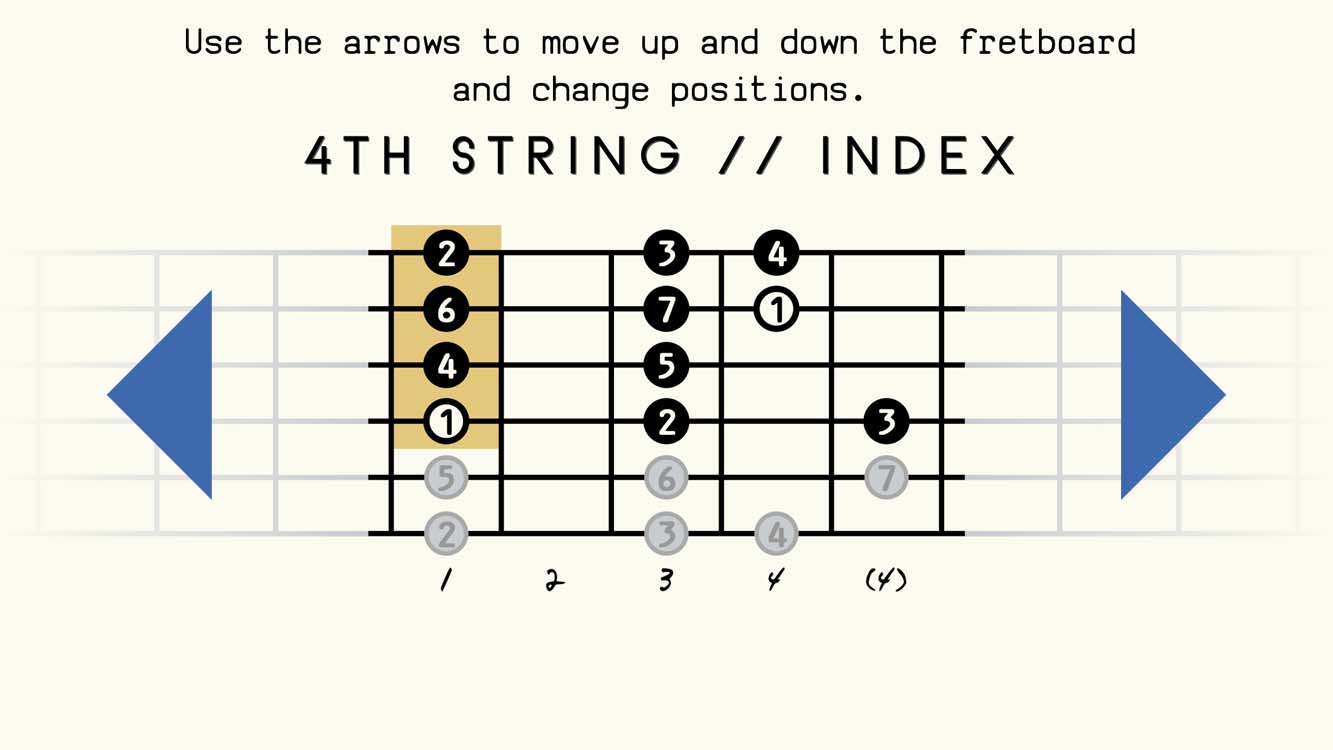 Use the arrows to move up and down the fretboard
and change positions.
4TH STRING // INDEX
2 3 4
6 7 1
4 5
1 2 3
5 6 7
2 3 4
1 2 3 4 (4)